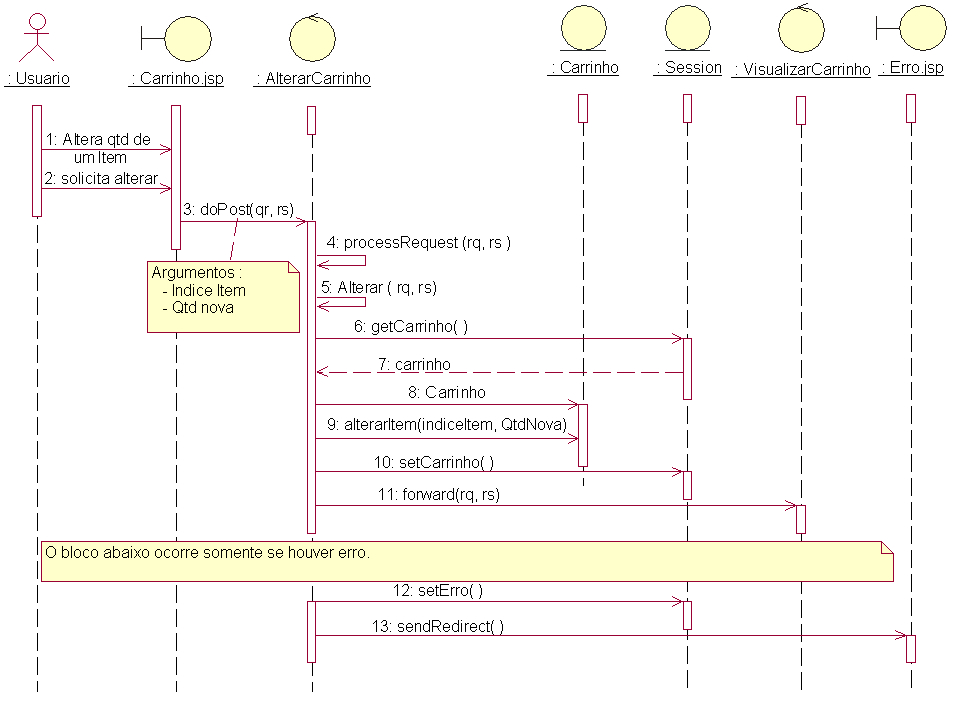 : Usuario
: Carrinho.jsp
: AlterarCarrinho
: Carrinho
: Session
: VisualizarCarrinho
: Erro.jsp
1: Altera qtd de
um Item
2: solicita alterar
3: doPost(qr, rs)
4: processRequest (rq, rs )
Argumentos :
- Indice Item
- Qtd nova
5: Alterar ( rq, rs)
6: getCarrinho( )
7: carrinho
8: Carrinho
9: alterarItem(indiceItem, QtdNova)
10: setCarrinho( )
11: forward(rq, rs)
O bloco abaixo ocorre somente se houver erro.
12: setErro( )
13: sendRedirect( )